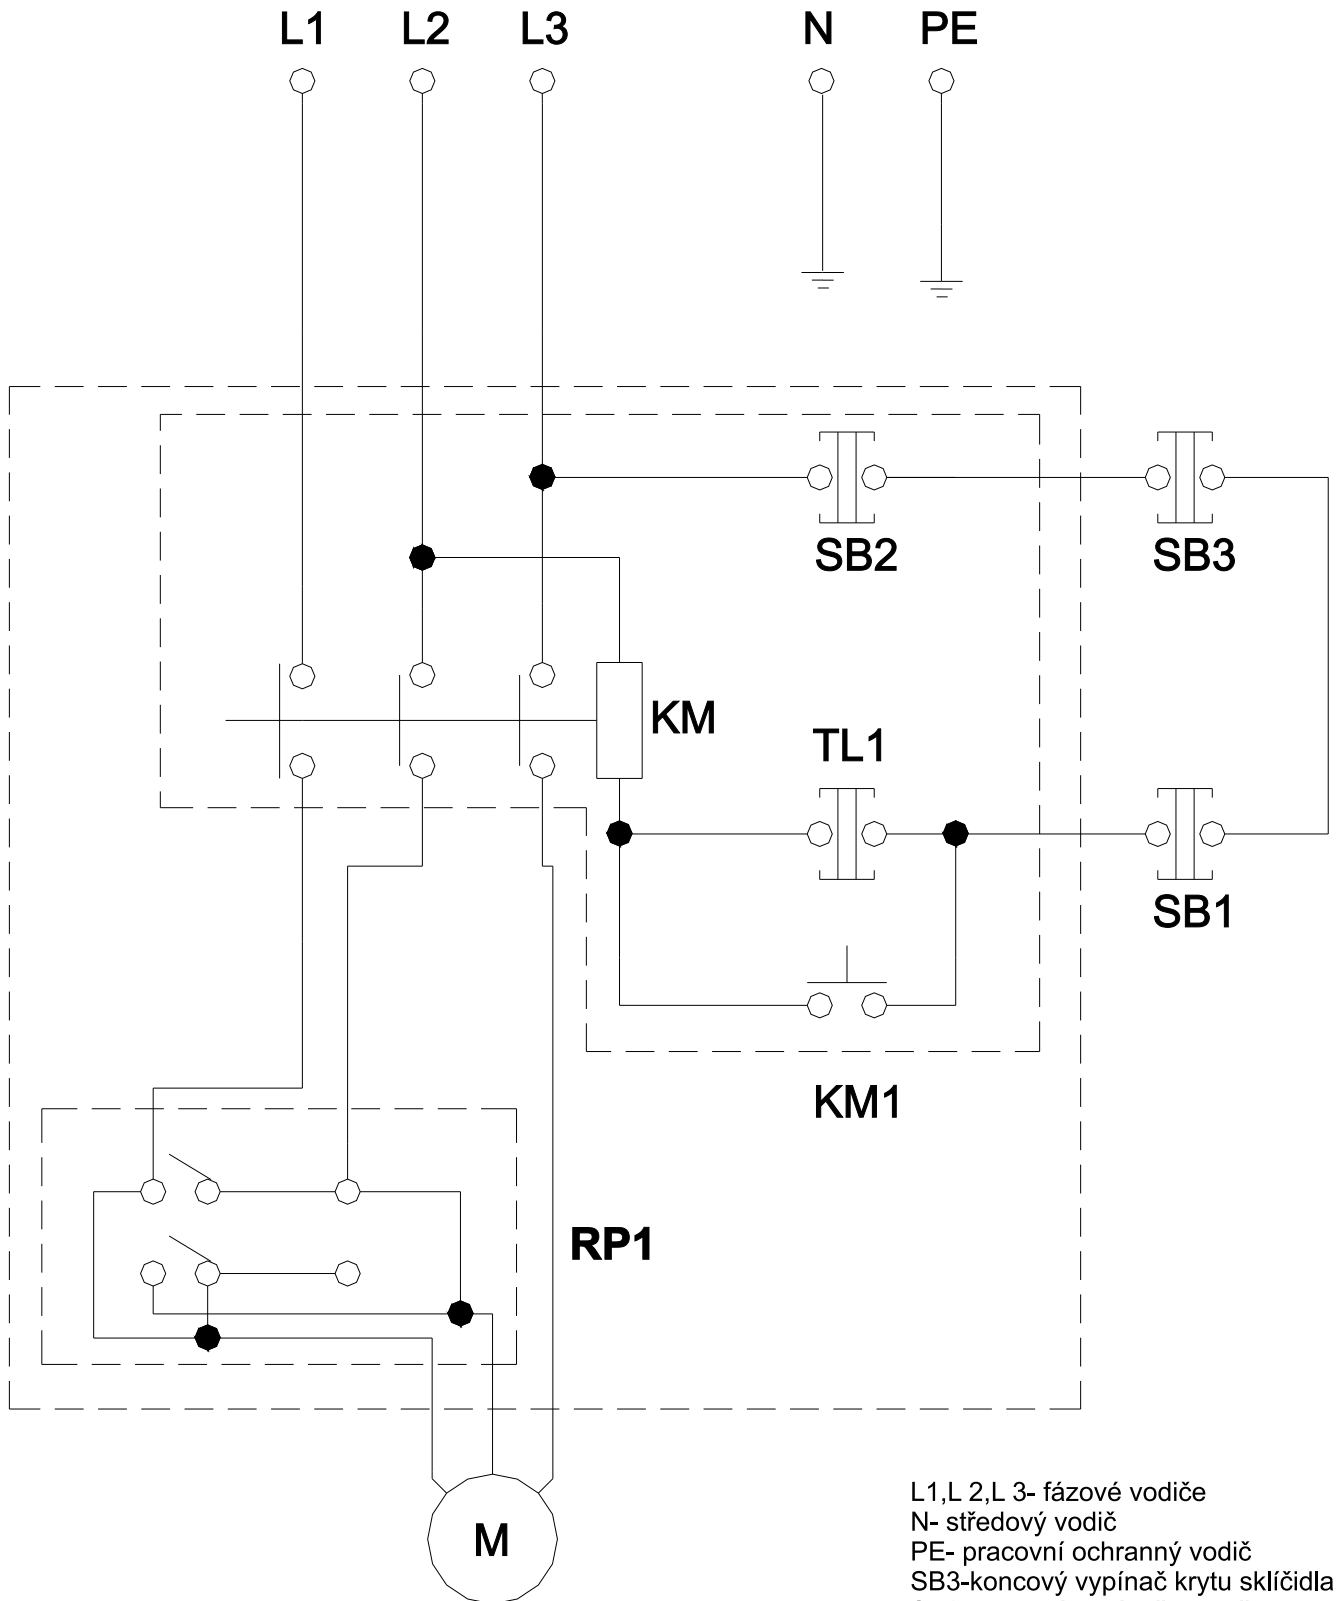 L1 L2 L3 N PE
SB2 SB3
KM
TL1
SB1
KM1
RP1
M
L1,L 2,L 3- fázové vodiče
N- středový vodič
PE- pracovní ochranný vodič
SB3-koncový vypínač krytu sklíčidla